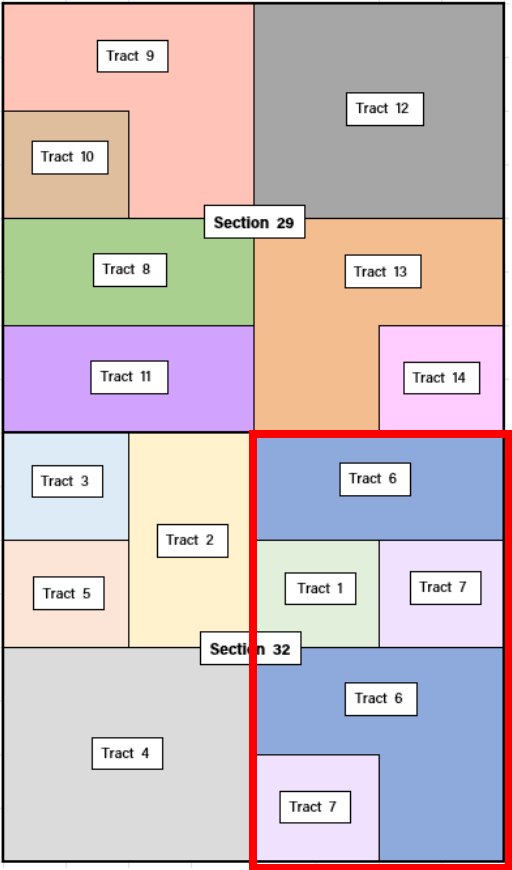 Tract 9
Tract 12
Tract 10
Section 29
Tract 8
Tract 13
Tract 11
Tract 14
Tract 3
Tract 6
Tract 2
Tract 5
Tract 1
Tract 7
Section 32
Tract 6
Tract 4
Tract 7